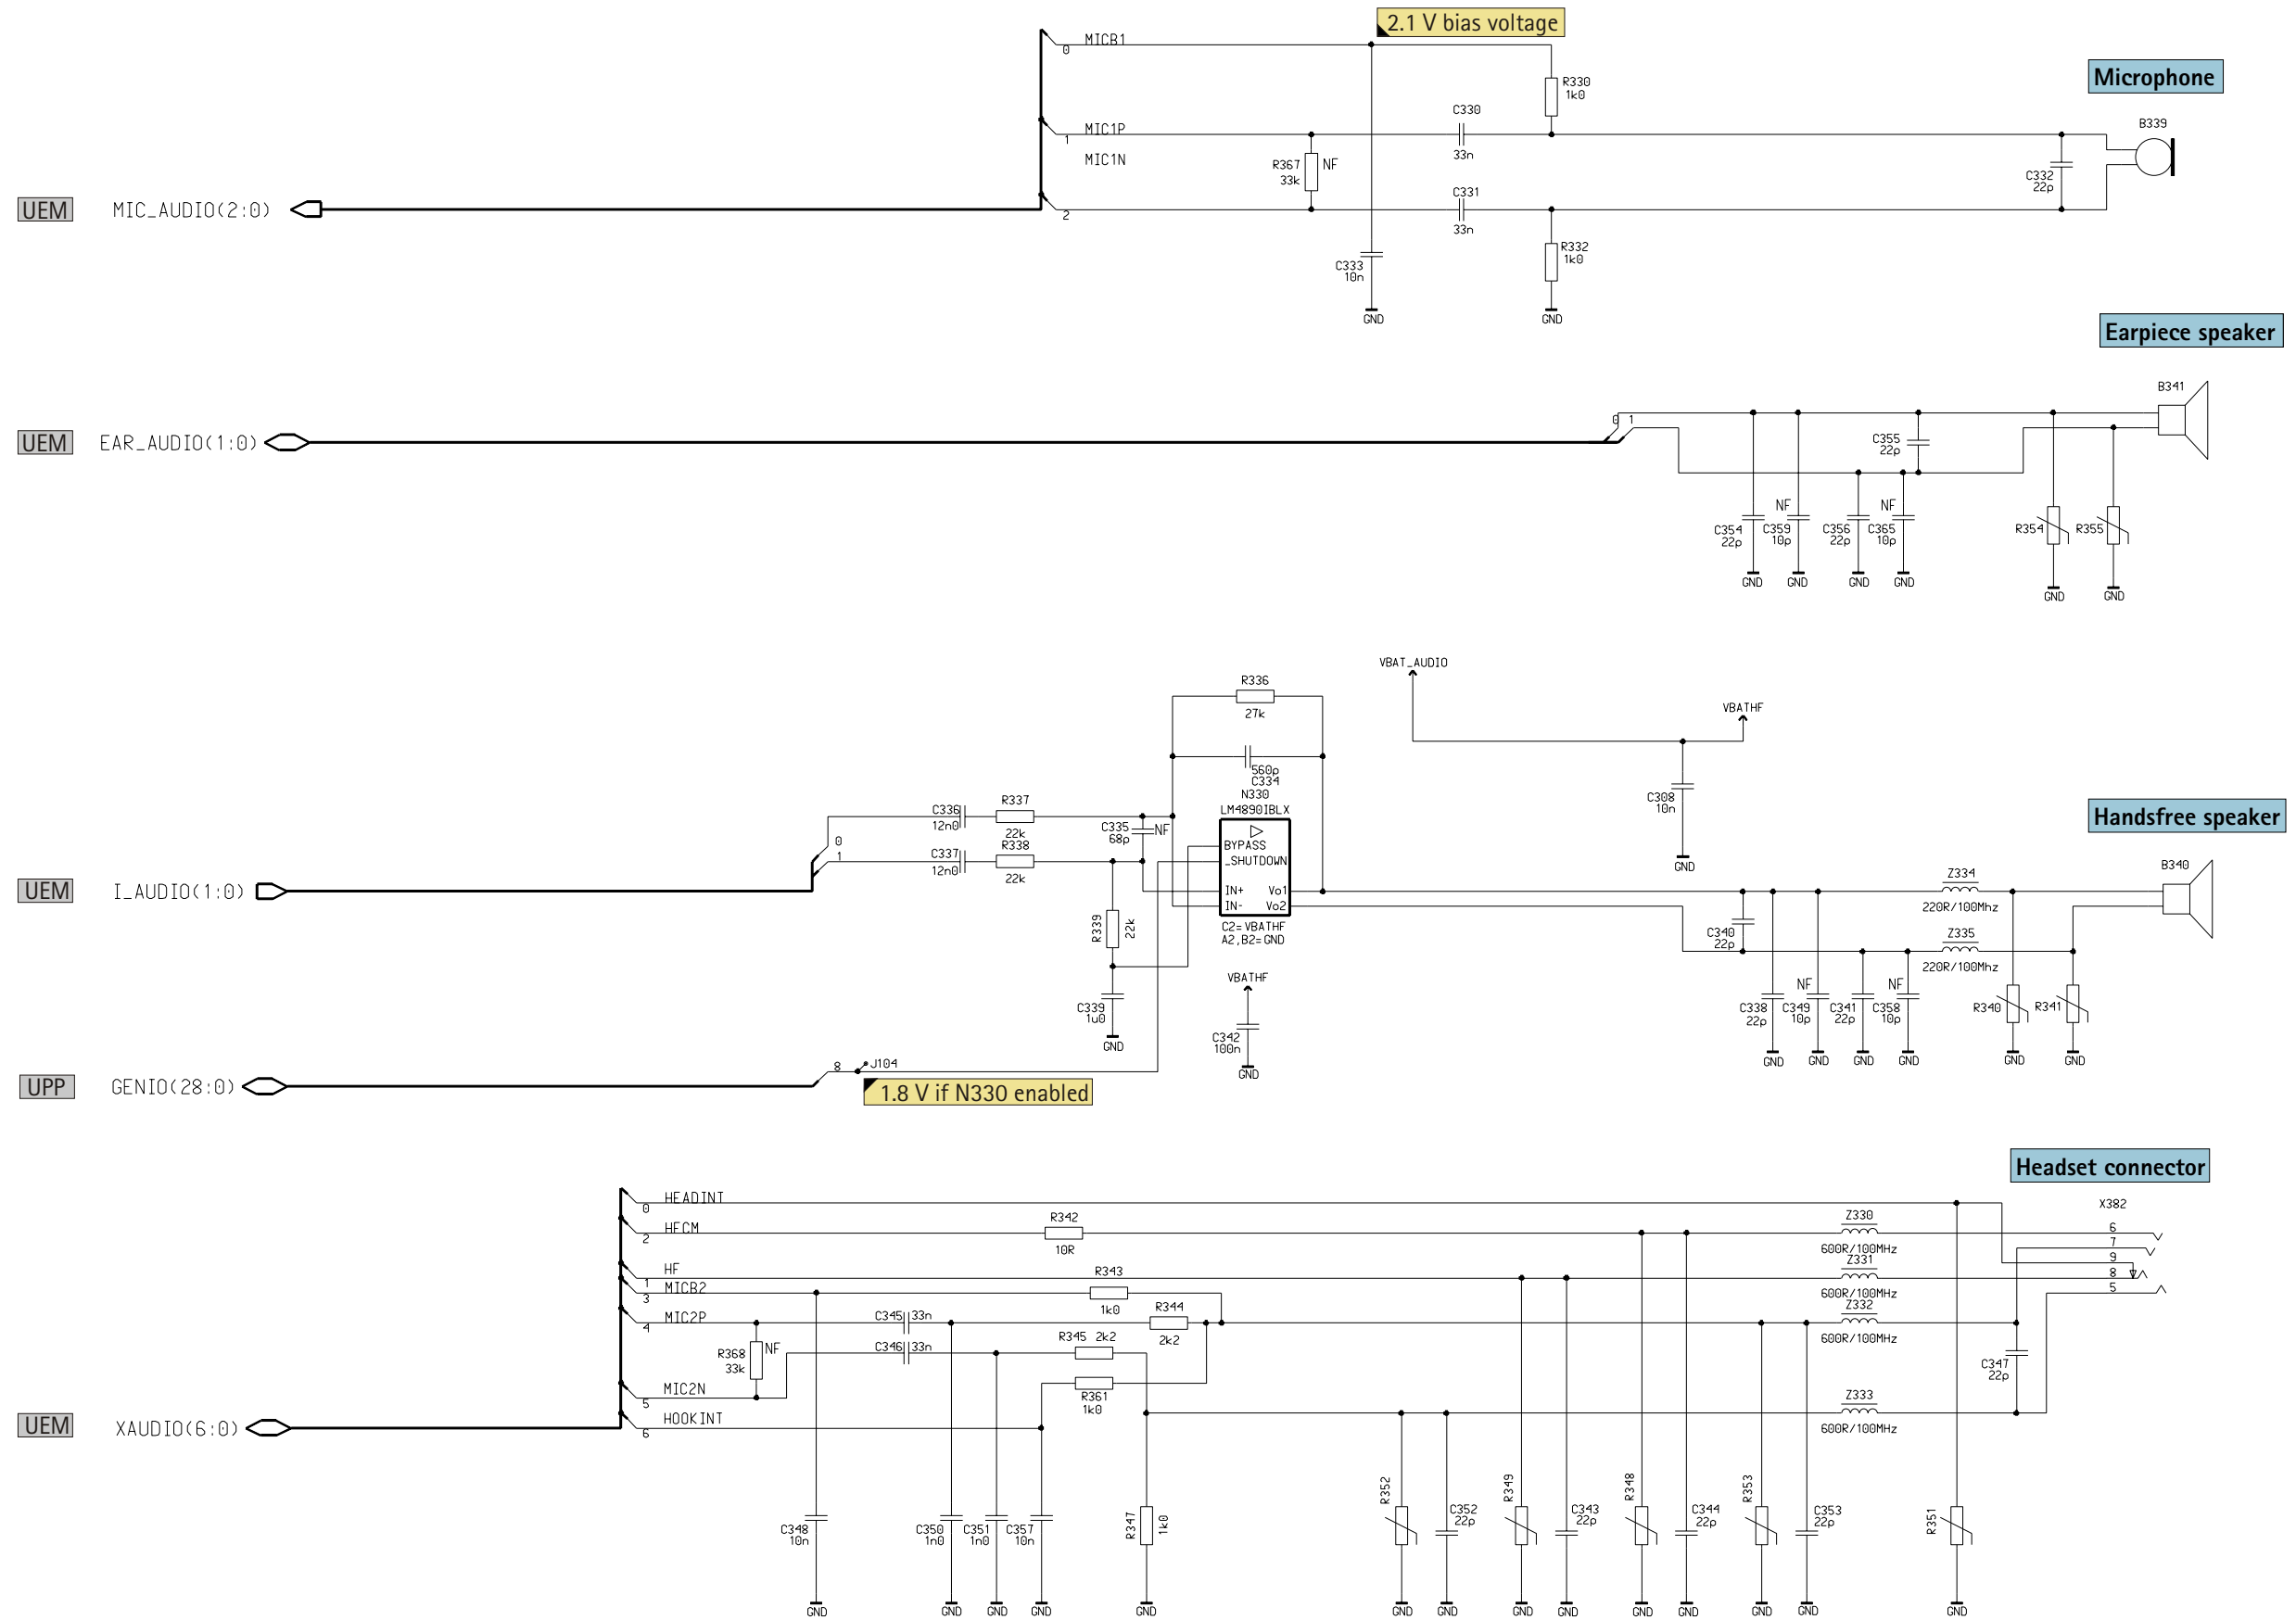 2.1 V bias voltage
MICB1
0
R330
1k0
Microphone
C330
33n
B339
MIC1P
1
MIC1N
R367
33k
NF
C332
22p
C331
33n
UEM
MIC_AUDIO(2:0)
2
R332
1k0
C333
10n
GND
GND
Earpiece speaker
B341
0
1
UEM
EAR_AUDIO(1:0)
C355
22p
C354
22p
NF
C359
10p
C356
22p
NF
C365
10p
R354
R355
GND
GND
GND
GND
GND
GND
VBAT_AUDIO
R336
27k
VBATHF
560p
C334
N330
LM4890IBLX
C308
10n
GND
Handsfree speaker
C336
12n0
R337
22k
C335
68p
NF
0
1
C337
12n0
R338
22k
BYPASS
_SHUTDOWN
IN+
Vo1
IN-
Vo2
C2=VBATHF
A2,B2=GND
B340
Z334
220R/100Mhz
UEM
I_AUDIO(1:0)
R339
22k
C340
22p
Z335
220R/100Mhz
VBATHF
C339
1u0
GND
C342
100n
GND
C338
22p
NF
C349
10p
C341
22p
NF
C358
10p
R340
R341
GND
GND
GND
GND
GND
GND
8
J104
UPP
GENIO(28:0)
1.8 V if N330 enabled
Headset connector
HEADINT
0
X382
HFCM
2
R342
10R
Z330
600R/100MHz
6
7
9
HF
1
R343
1k0
Z331
600R/100MHz
8
MICB2
3
5
MIC2P
4
C345
33n
R344
2k2
Z332
600R/100MHz
R368
33k
NF
C346
33n
R345 2k2
C347
22p
MIC2N
5
R361
1k0
Z333
600R/100MHz
HOOKINT
6
UEM
XAUDIO(6:0)
C348
10n
C350
1n0
C351
1n0
C357
10n
R347
1k0
R352
C352
22p
R349
C343
22p
R348
C344
22p
R353
C353
22p
R351
GND
GND
GND
GND
GND
GND
GND
GND
GND
GND
GND
GND
GND
GND